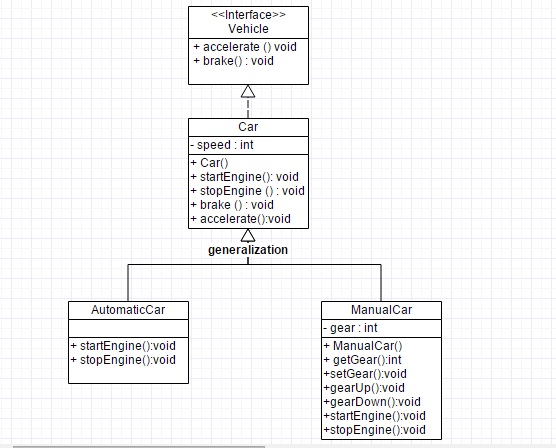 <<Interface>>
Vehicle
+ accelerate () void
+ brake() : void
Car
- speed : int
+ Car()
+ startEngine(): void
+ stopEngine () : void
+ brake () : void
+ accelerate():void
generalization
AutomaticCar
+ startEngine():void
+ stopEngine():void
ManualCar
- gear : int
+ ManualCar()
+ getGear():int
+setGear():void
+gearUp():void
+gearDown():void
+startEngine():void
+stopEngine():void